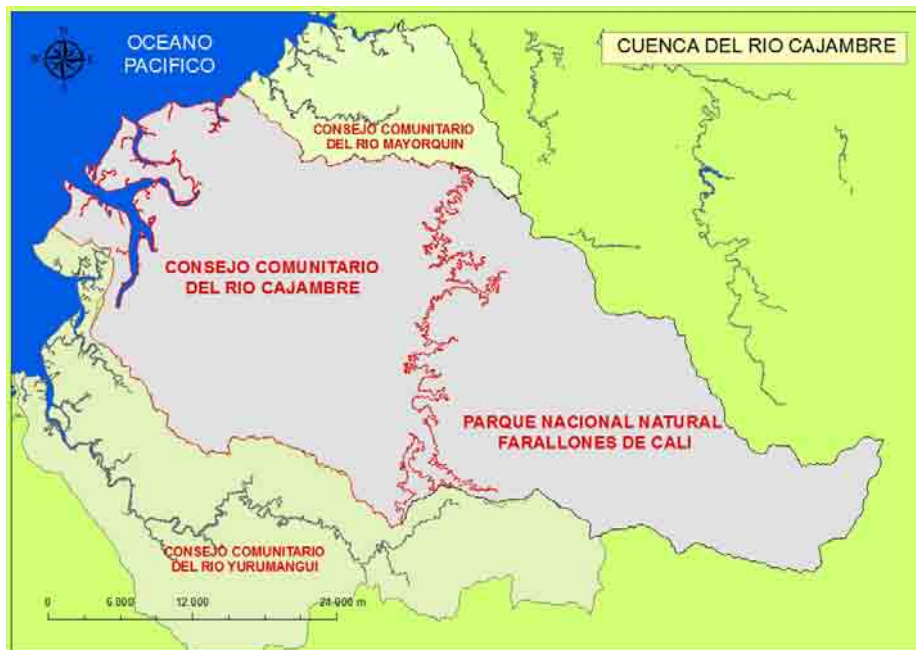 OCEANO
PACIFICO
CUENCA DEL RIO CAJAMBRE
CONSEJO COMUNITARIO
DEL RIO MAYORQUIN
CONSEJO COMUNITARIO
DEL RIO CAJAMBRE
PARQUE NACIONAL NATURAL
FARALLONES DE CALI
CONSEJO COMUNITARIO
DEL RIO YURUMANGUI
0 6.000 12.000 24.000 m